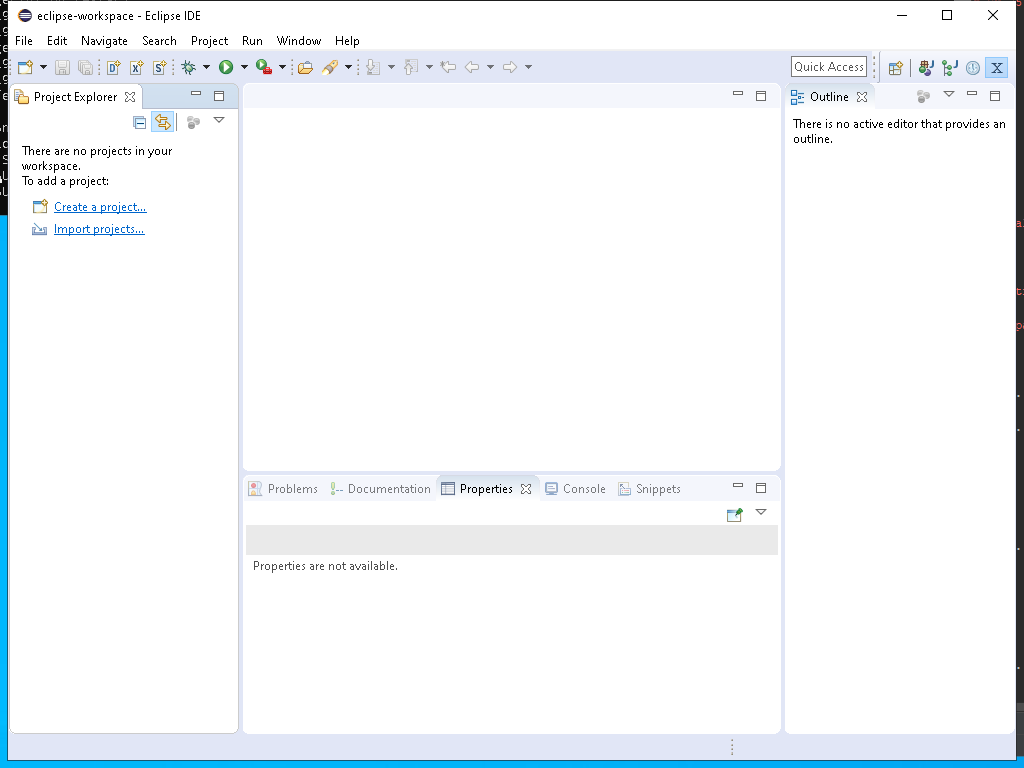 eclipse-workspace - Eclipse IDE
File Edit Navigate Search Project Run Window Help
Quick Access
Project Explorer
Outline
There are no projects in your
workspace.
To add a project:
Create a project...
Import projects...
There is no active editor that provides an
outline.
Problems Documentation Properties Console Snippets
Properties are not available.